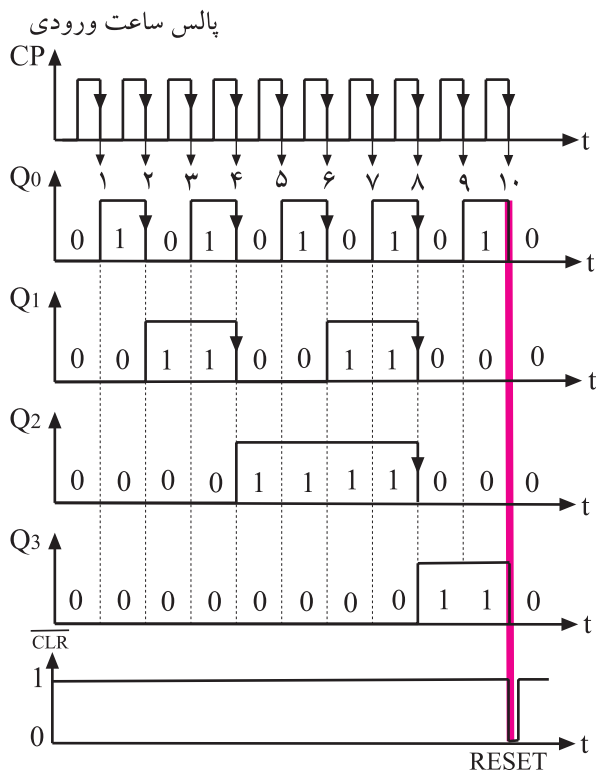 پالس ساعت ورودی
CP
t
۱ ۲ ۳ ۴ ۵ ۶ ۷ ۸ ۹ ۱۰
Q0
0 1 0 1 0 1 0 1 0 1 0
t
Q1
0 0 1 1 0 0 1 1 0 0 0
t
Q2
0 0 0 0 1 1 1 1 0 0 0
t
Q3
0 0 0 0 0 0 0 0 1 1 0
t
CLR
1
0
t
RESET